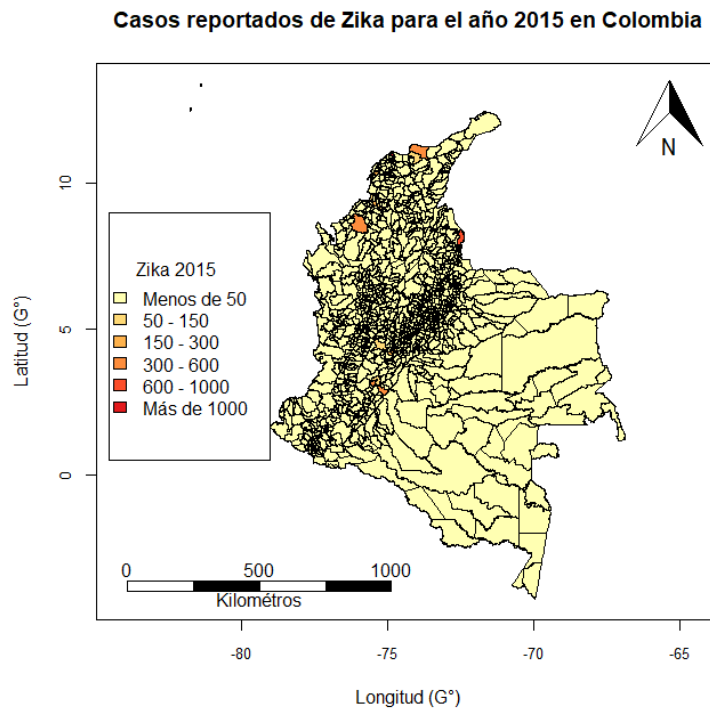 Casos reportados de Zika para el año 2015 en Colombia
N
10
5
0
Latitud (G°)
Zika 2015
Menos de 50
50 - 150
150 - 300
300 - 600
600 - 1000
Más de 1000
0 500 1000
Kilométros
-80 -75 -70 -65
Longitud (G°)